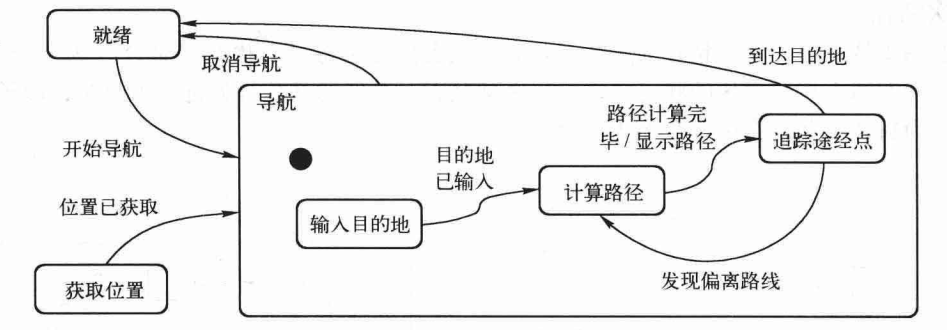 就绪
到达目的地
取消导航
导航
开始导航
路径计算完
毕 / 显示路径
追踪途经点
目的地
已输入
计算路径
位置已获取
输入目的地
获取位置
发现偏离路线